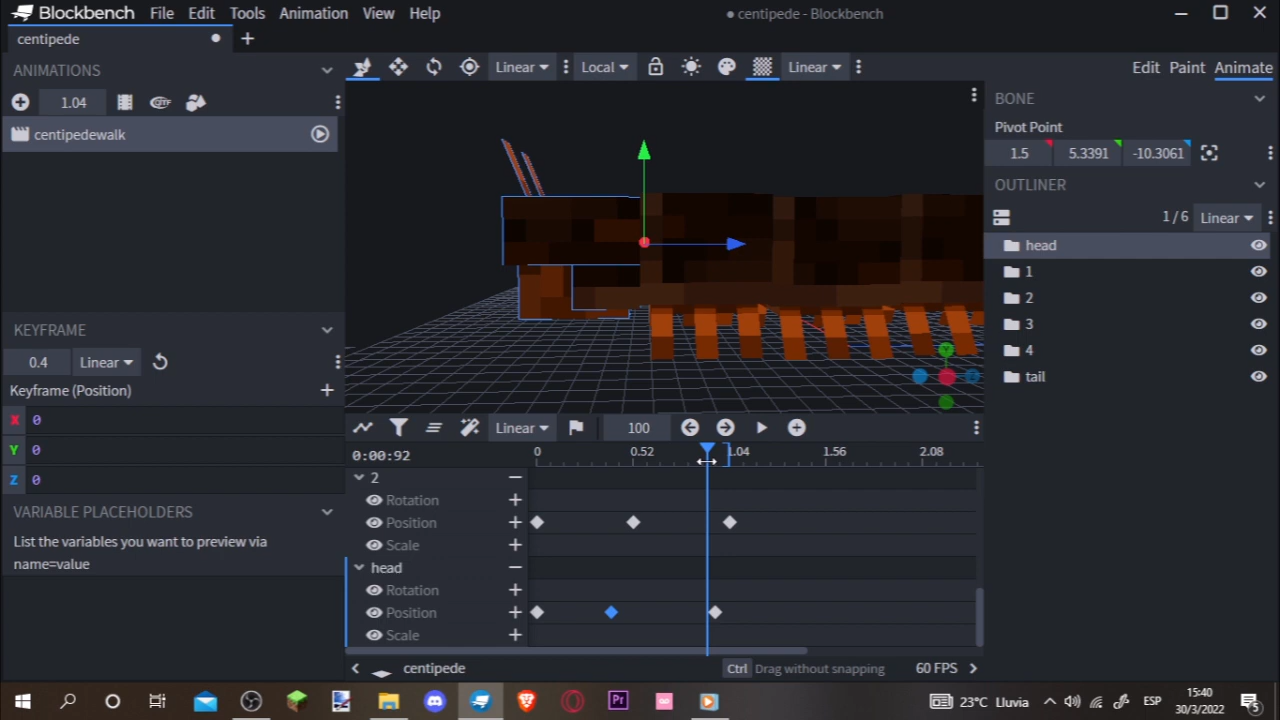 Blockbench File Edit Tools Animation View Help
centipede - Blockbench
centipede
ANIMATIONS
1.04
centipedewalk
Linear
Local
Linear
Edit Paint Animate
BONE
Pivot Point
1.5 5.3391 -10.3061
OUTLINER
1 / 6 Linear
head
1
2
3
4
tail
KEYFRAME
0.4 Linear
Keyframe (Position)
X 0
Y 0
Z 0
VARIABLE PLACEHOLDERS
List the variables you want to preview via
name=value
Y
Linear 100
0:00:92 0 0.52 1.04 1.56 2.08
2
Rotation
Position
Scale
head
Rotation
Position
Scale
centipede Ctrl Drag without snapping 60 FPS
Pr 23°C Lluvia ESP 15:40
30/3/2022 5